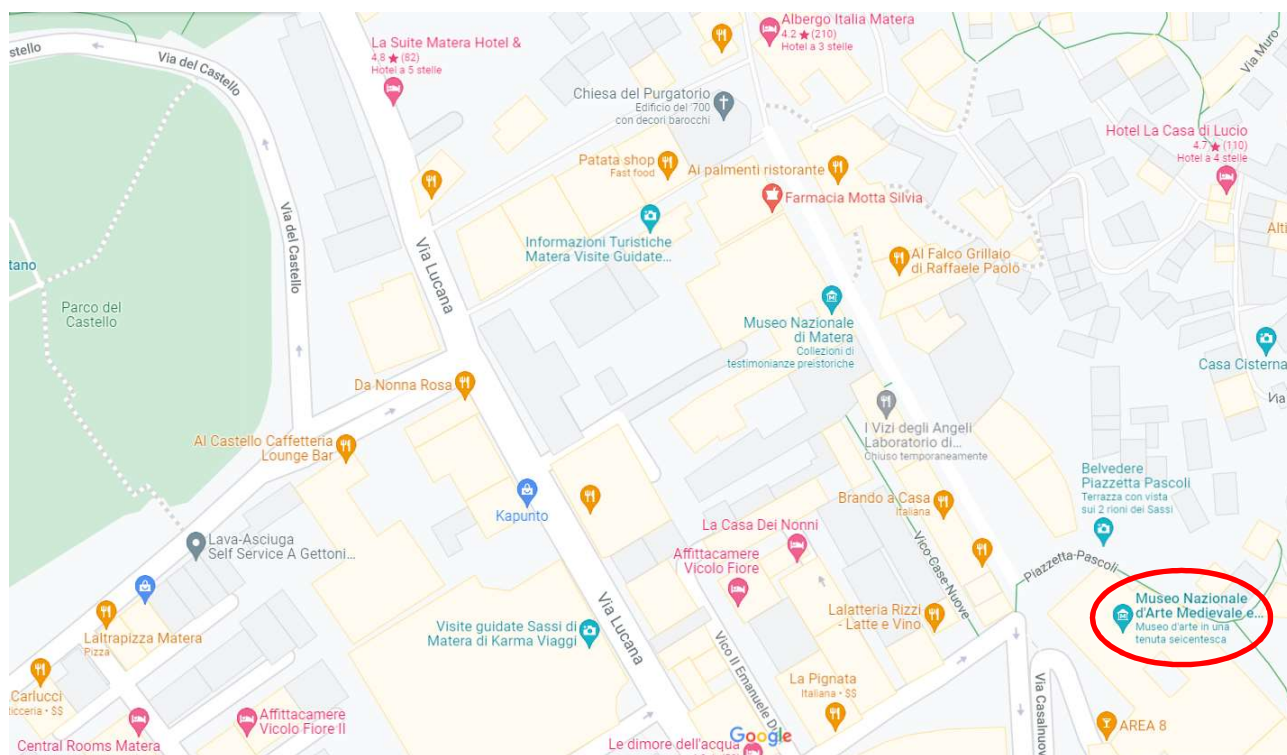 stello
Via del Castello
La Suite Matera Hotel &
4,8 ★ (82)
Hotel a 5 stelle
Albergo Italia Matera
4.2 ★ (210)
Hotel a 3 stelle
Via Muro
Chiesa del Purgatorio
Edificio del '700
con decori barocchi
Hotel La Casa di Lucio
4.7 ★ (110)
Hotel a 4 stelle
Patata shop
Fast food
Ai palmenti ristorante
Farmacia Motta Silvia
Via del Castello
Via Lucana
Informazioni Turistiche
Matera Visite Guidate...
Al Falco Grillaio
di Raffaele Paolo
Alti
tano
Parco del
Castello
Museo Nazionale
di Matera
Collezioni di
testimonianze preistoriche
Casa Cisterna
Via
Da Nonna Rosa
Al Castello Caffetteria
Lounge Bar
I Vizi degli Angeli
Laboratorio di...
Chiuso temporaneamente
Kapunto
Brando a Casa
Italiana
Belvedere
Piazzetta Pascoli
Terrazza con vista
sui 2 rioni dei Sassi
Lava-Asciuga
Self Service A Gettoni...
La Casa Dei Nonni
Affittacamere
Vicolo Fiore
Vico-Case-Nuove
Piazzetta-Pascoli
Museo Nazionale
d'Arte Medievale e...
Museo d'arte in una
tenuta seicentesca
Laltrapizza Matera
Pizza
Visite guidate Sassi di
Matera di Karma Viaggi
Via Lucana
Lalatteria Rizzi
- Latte e Vino
Vico II Emanuele D
La Pignata
Italiana • $$
Via Casalnuov
Carlucci
ticceria • $$
Affittacamere
Vicolo Fiore II
AREA 8
Central Rooms Matera
Google
Le dimore dell'acqua